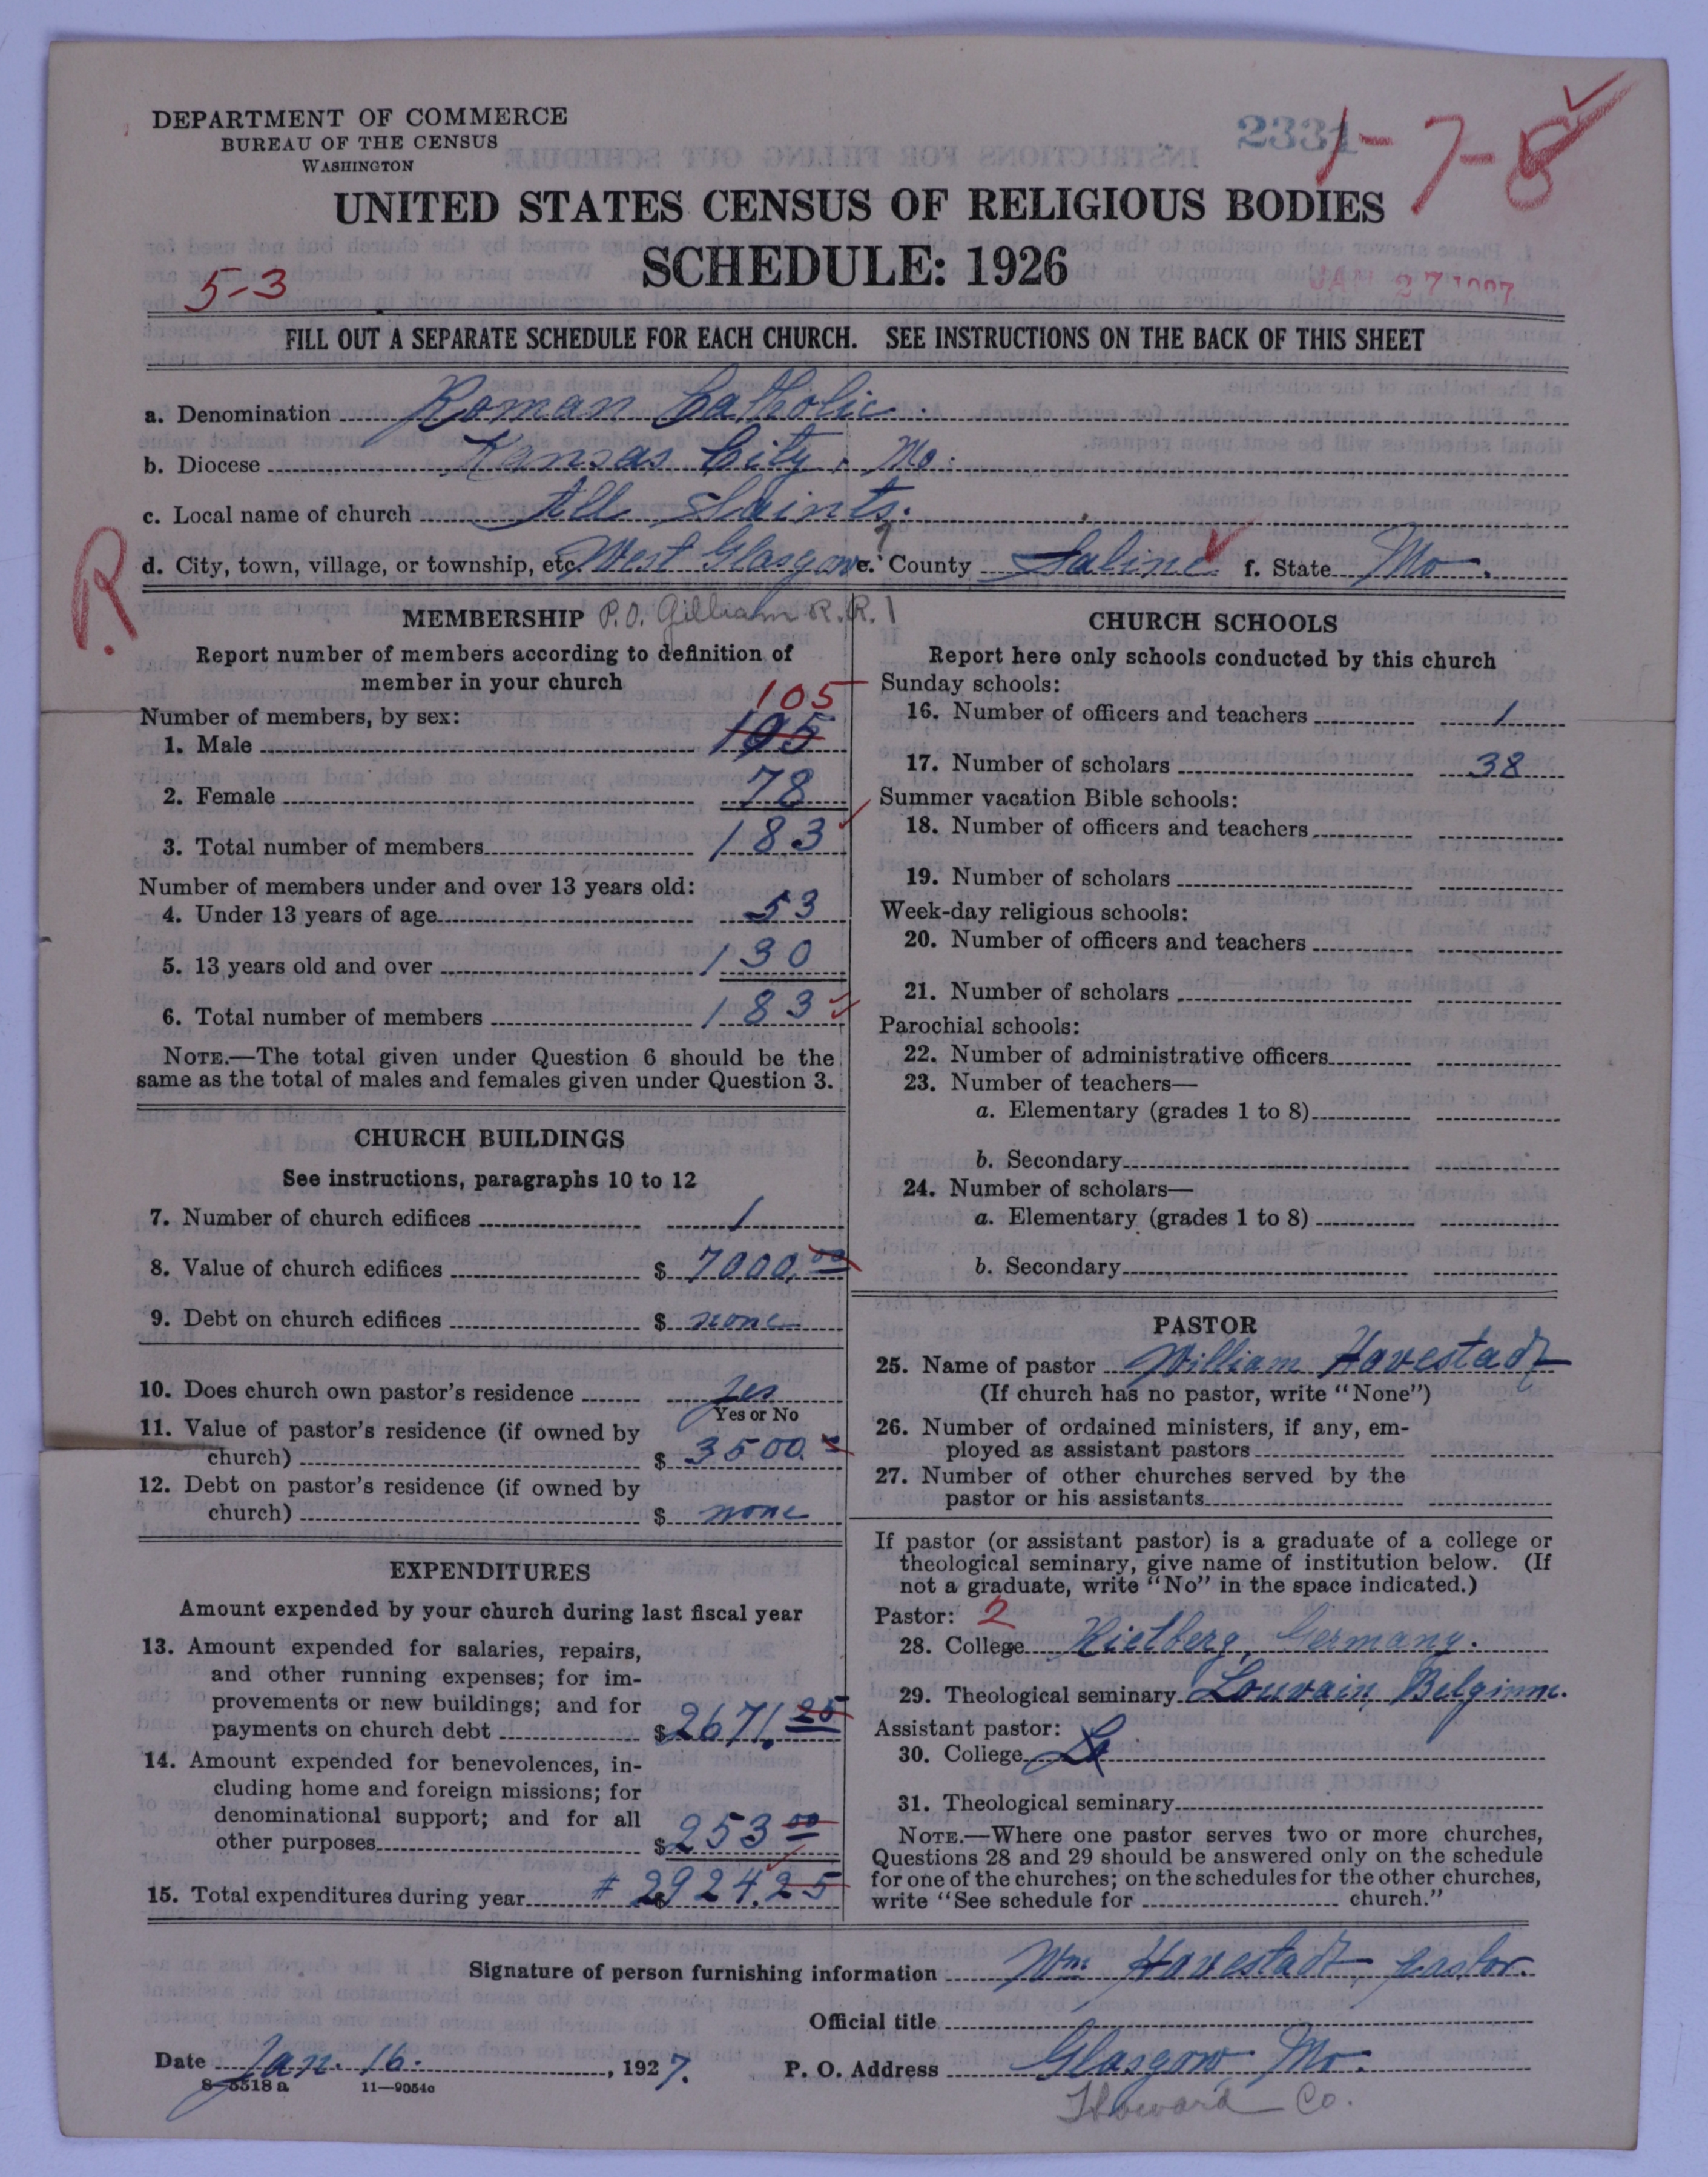 DEPARTMENT OF COMMERCE
BUREAU OF THE CENSUS
WASHINGTON
2331
1-7-8
UNITED STATES CENSUS OF RELIGIOUS BODIES
SCHEDULE: 1926
5-3
JAN 27 1927
FILL OUT A SEPARATE SCHEDULE FOR EACH CHURCH. SEE INSTRUCTIONS ON THE BACK OF THIS SHEET
a. Denomination Roman Catholic.
b. Diocese Kansas City, Mo.
c. Local name of church All Saints.
R.
d. City, town, village, or township, etc. West Glasgow ? e. County Saline f. State Mo.
MEMBERSHIP P.O. Gilliam R.R. 1
Report number of members according to definition of
member in your church
Number of members, by sex: 105
1. Male 105
2. Female 78
3. Total number of members 183
Number of members under and over 13 years old:
4. Under 13 years of age 53
5. 13 years old and over 130
6. Total number of members 183
NOTE.—The total given under Question 6 should be the
same as the total of males and females given under Question 3.
CHURCH BUILDINGS
See instructions, paragraphs 10 to 12
7. Number of church edifices 1
8. Value of church edifices $ 7000.00
9. Debt on church edifices $ none
10. Does church own pastor's residence Yes
Yes or No
11. Value of pastor's residence (if owned by
church) $ 3500.
12. Debt on pastor's residence (if owned by
church) $ none
EXPENDITURES
Amount expended by your church during last fiscal year
13. Amount expended for salaries, repairs,
and other running expenses; for im-
provements or new buildings; and for
payments on church debt $ 2671.25
14. Amount expended for benevolences, in-
cluding home and foreign missions; for
denominational support; and for all
other purposes $ 253 00
15. Total expenditures during year # $ 2924.25
CHURCH SCHOOLS
Report here only schools conducted by this church
Sunday schools:
16. Number of officers and teachers 1
17. Number of scholars 38
Summer vacation Bible schools:
18. Number of officers and teachers
19. Number of scholars
Week-day religious schools:
20. Number of officers and teachers
21. Number of scholars
Parochial schools:
22. Number of administrative officers
23. Number of teachers—
a. Elementary (grades 1 to 8)
b. Secondary
24. Number of scholars—
a. Elementary (grades 1 to 8)
b. Secondary
PASTOR
25. Name of pastor William Havestadt
(If church has no pastor, write "None")
26. Number of ordained ministers, if any, em-
ployed as assistant pastors
27. Number of other churches served by the
pastor or his assistants
If pastor (or assistant pastor) is a graduate of a college or
theological seminary, give name of institution below. (If
not a graduate, write "No" in the space indicated.)
Pastor: 2
28. College Rietberg, Germany.
29. Theological seminary Louvain, Belgium.
Assistant pastor:
30. College
31. Theological seminary
NOTE.—Where one pastor serves two or more churches,
Questions 28 and 29 should be answered only on the schedule
for one of the churches; on the schedules for the other churches,
write "See schedule for church."
Signature of person furnishing information Wm. Havestadt, pastor.
Official title
Date Jan. 16. , 1927. P. O. Address Glasgow, Mo.
8-5518 a 11-9054c
Howard Co.